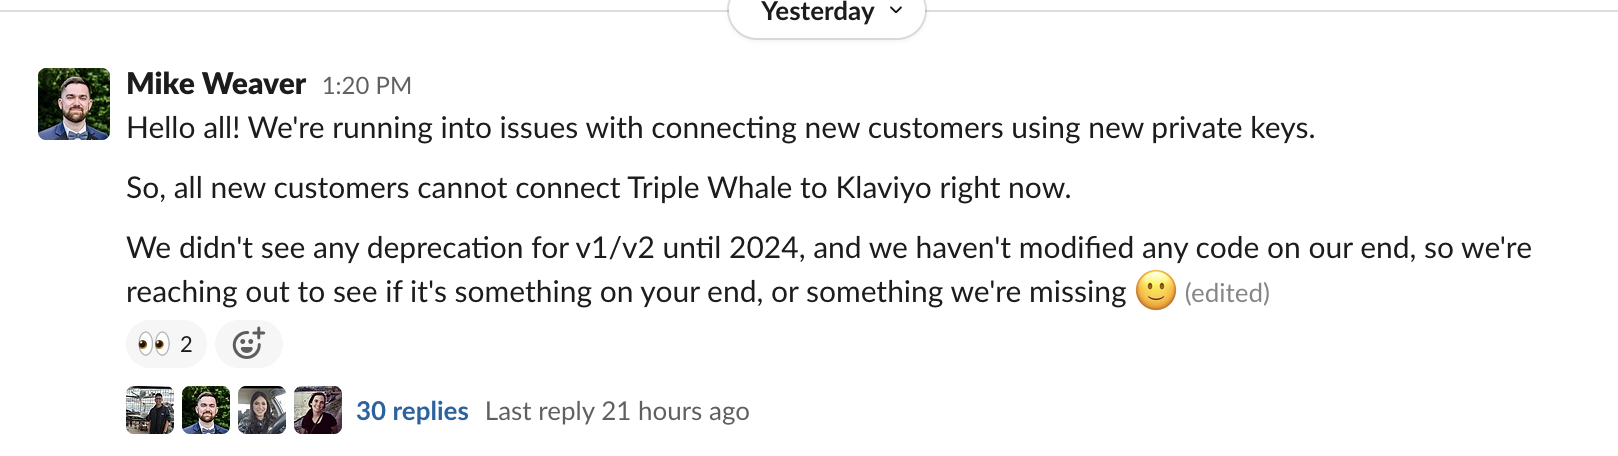 Yesterday
Mike Weaver 1:20 PM
Hello all! We're running into issues with connecting new customers using new private keys.
So, all new customers cannot connect Triple Whale to Klaviyo right now.
We didn't see any deprecation for v1/v2 until 2024, and we haven't modified any code on our end, so we're
reaching out to see if it's something on your end, or something we're missing 🙂 (edited)
👀 2
30 replies Last reply 21 hours ago